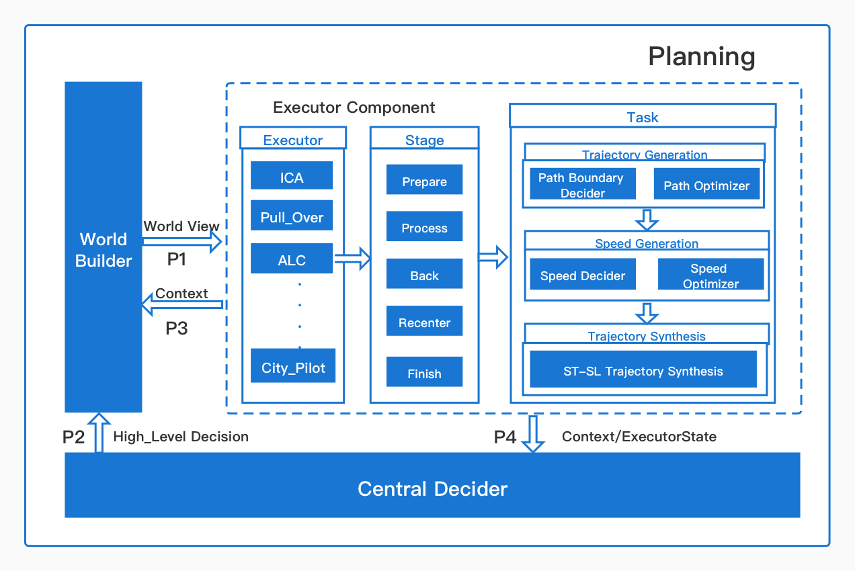 Planning
Executor Component
Executor
ICA
Pull_Over
ALC
City_Pilot
Stage
Prepare
Process
Back
Recenter
Finish
Task
Trajectory Generation
Path Boundary
Decider
Path Optimizer
Speed Generation
Speed Decider
Speed
Optimizer
Trajectory Synthesis
ST-SL Trajectory Synthesis
World
Builder
World View
P1
Context
P3
P2
High_Level Decision
P4
Context/ExecutorState
Central Decider